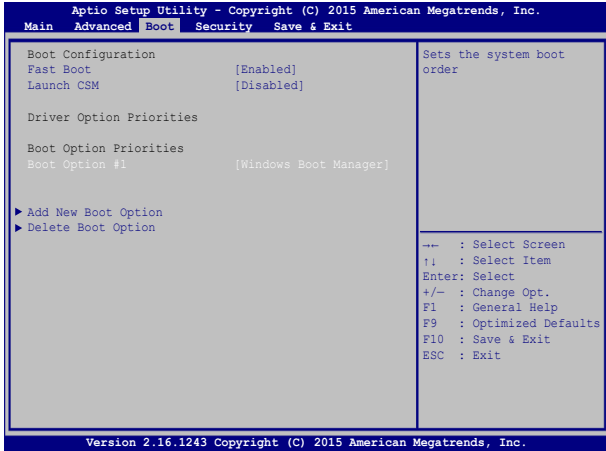 Aptio Setup Utility - Copyright (C) 2015 American Megatrends, Inc.
Main Advanced Boot Security Save & Exit
Boot Configuration
Fast Boot [Enabled]
Launch CSM [Disabled]
Driver Option Priorities
Boot Option Priorities
Boot Option #1 [Windows Boot Manager]
▶ Add New Boot Option
▶ Delete Boot Option
Sets the system boot
order
→← : Select Screen
↑↓ : Select Item
Enter: Select
+/— : Change Opt.
F1 : General Help
F9 : Optimized Defaults
F10 : Save & Exit
ESC : Exit
Version 2.16.1243 Copyright (C) 2015 American Megatrends, Inc.